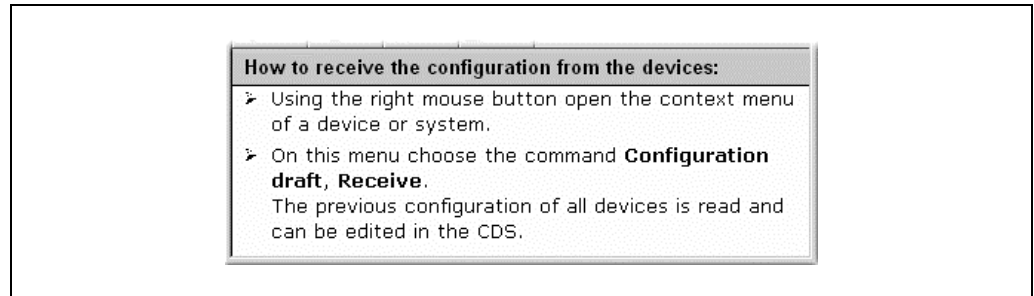 How to receive the configuration from the devices:
➢ Using the right mouse button open the context menu
of a device or system.
➢ On this menu choose the command Configuration
draft, Receive.
The previous configuration of all devices is read and
can be edited in the CDS.